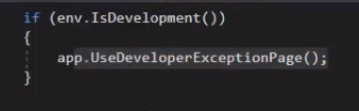 if (env.IsDevelopment())
{
app.UseDeveloperExceptionPage();
}